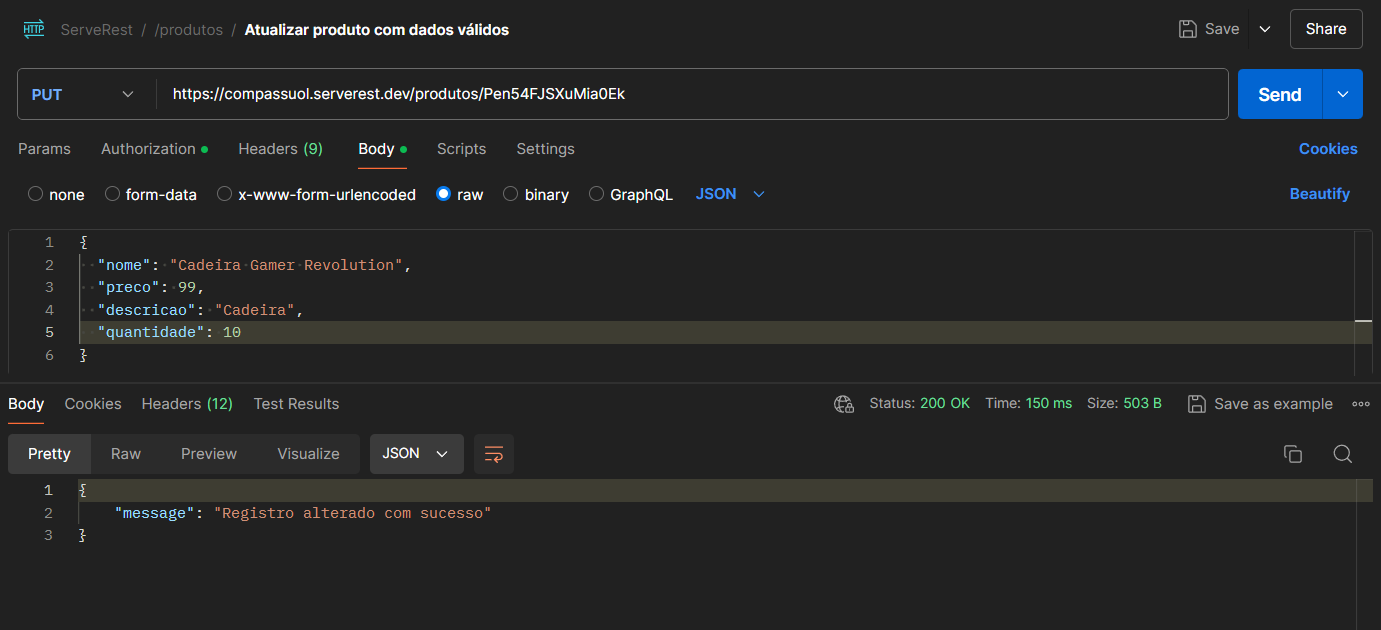 HTTP ServeRest / /produtos / Atualizar produto com dados válidos Save Share
PUT https://compassuol.serverest.dev/produtos/Pen54FJSXuMia0Ek Send
Params Authorization Headers (9) Body Scripts Settings Cookies
none form-data x-www-form-urlencoded raw binary GraphQL JSON Beautify
1 {
2 "nome": "Cadeira Gamer Revolution",
3 "preco": 99,
4 "descricao": "Cadeira",
5 "quantidade": 10
6 }
Body Cookies Headers (12) Test Results Status: 200 OK Time: 150 ms Size: 503 B Save as example
Pretty Raw Preview Visualize JSON
1 {
2 "message": "Registro alterado com sucesso"
3 }